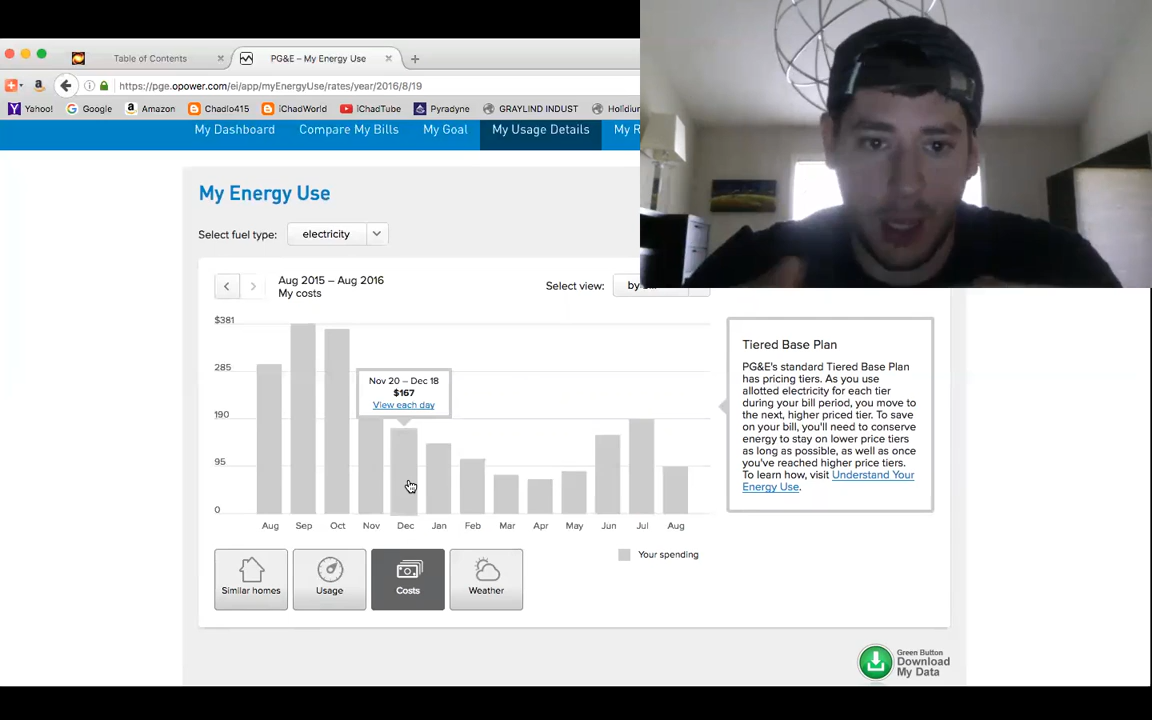 Table of Contents
PG&E – My Energy Use
https://pge.opower.com/ei/app/myEnergyUse/rates/year/2016/8/19
Yahoo!
Google
Amazon
Chadlo415
iChadWorld
iChadTube
Pyradyne
GRAYLIND INDUST
My Dashboard
Compare My Bills
My Goal
My Usage Details
My R
My Energy Use
Select fuel type:
electricity
Aug 2015 – Aug 2016
My costs
Select view:
$381
285
190
95
0
Nov 20 – Dec 18
$167
View each day
Aug
Sep
Oct
Nov
Dec
Jan
Feb
Mar
Apr
May
Jun
Jul
Aug
Tiered Base Plan
PG&E's standard Tiered Base Plan
has pricing tiers. As you use
allotted electricity for each tier
during your bill period, you move to
the next, higher priced tier. To save
on your bill, you'll need to conserve
energy to stay on lower price tiers
as long as possible, as well as once
you've reached higher price tiers.
To learn how, visit Understand Your
Energy Use.
Similar homes
Usage
Costs
Weather
Your spending
Green Button
Download
My Data